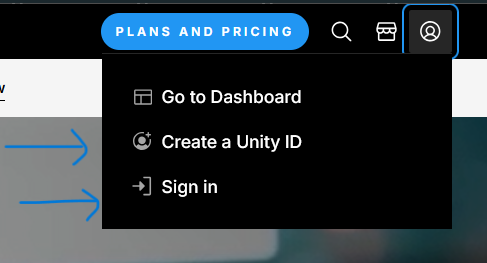 PLANS AND PRICING
Go to Dashboard
Create a Unity ID
Sign in